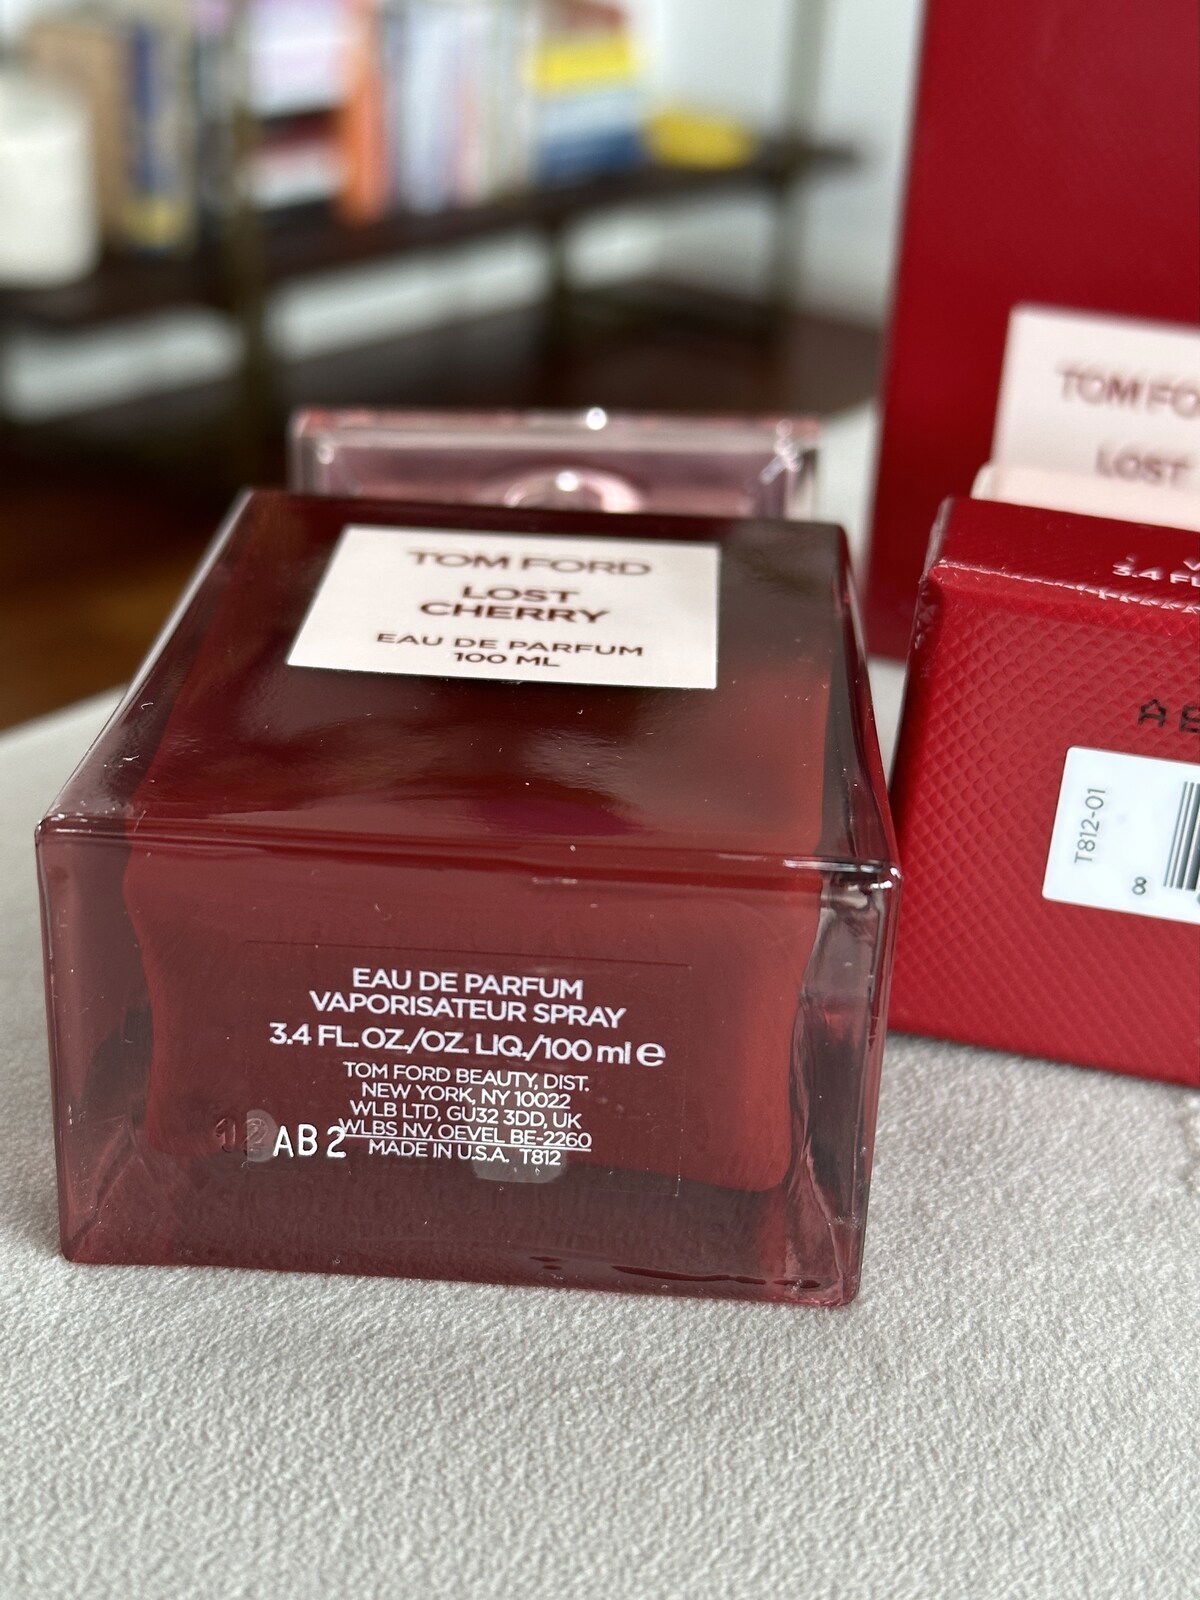 TOM FORD
LOST
CHERRY
EAU DE PARFUM
100 ML
EAU DE PARFUM
VAPORISATEUR SPRAY
3.4 FL.OZ./OZ. LIQ./100 ml ℮
TOM FORD BEAUTY, DIST.
NEW YORK, NY 10022
WLB LTD, GU32 3DD, UK
WLBS NV, OEVEL BE-2260
MADE IN U.S.A. T812
AB2
TOM FO
LOST
3.4 FL
T812-01
8